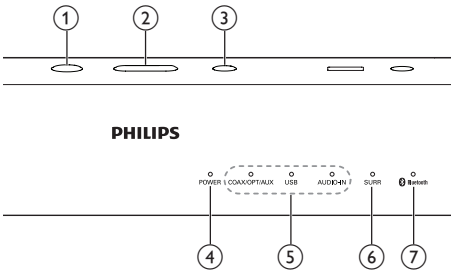 1 2 3
PHILIPS
POWER COAX/OPT/AUX USB AUDIO-IN SURR Bluetooth
4 5 6 7